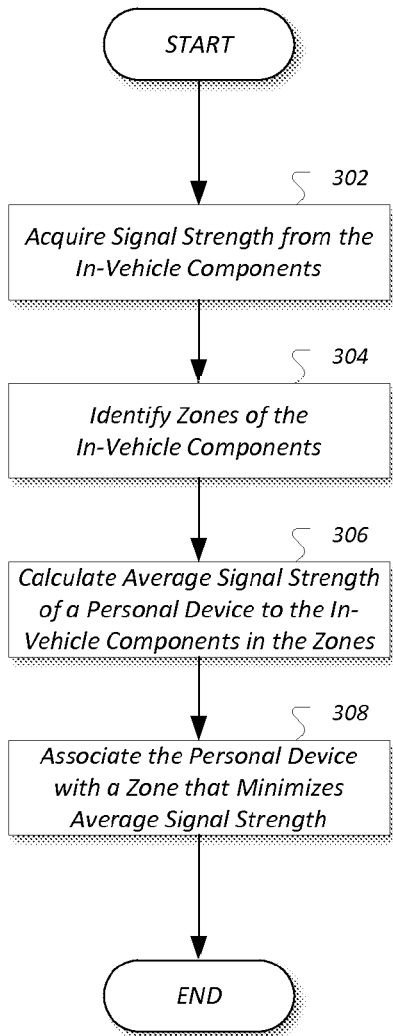 START
302
Acquire Signal Strength from the
In-Vehicle Components
304
Identify Zones of the
In-Vehicle Components
306
Calculate Average Signal Strength
of a Personal Device to the In-
Vehicle Components in the Zones
308
Associate the Personal Device
with a Zone that Minimizes
Average Signal Strength
END